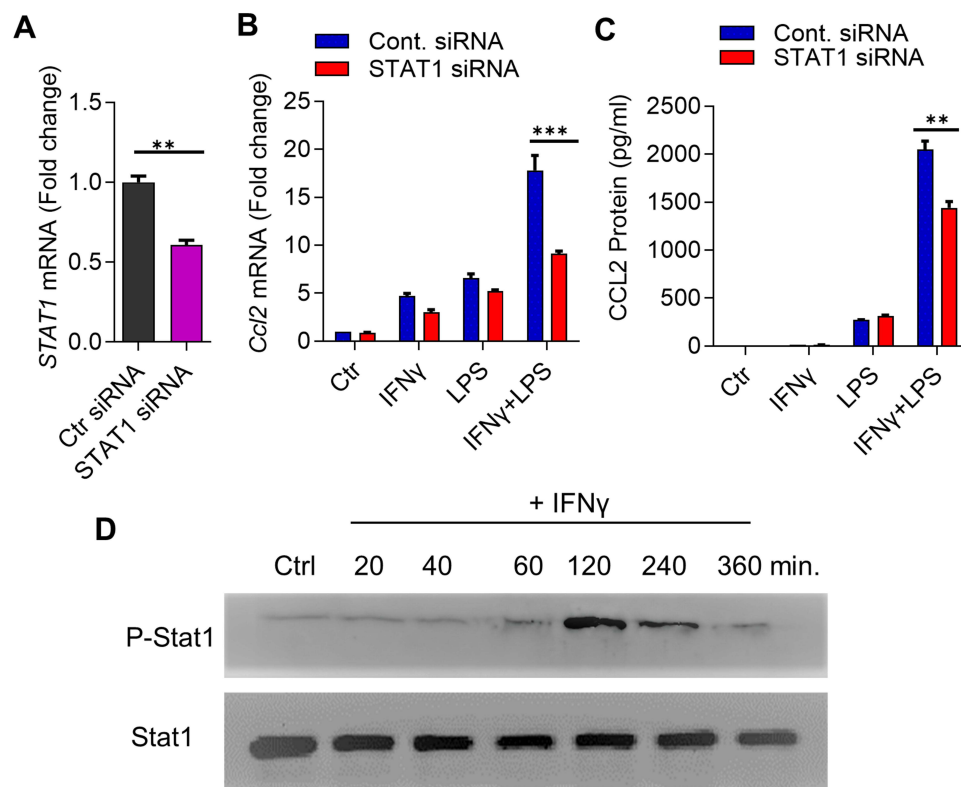 A
STAT1 mRNA (Fold change)
1.5
1.0
0.5
0.0
**
Ctr siRNA
STAT1 siRNA
B
Cont. siRNA
STAT1 siRNA
Ccl2 mRNA (Fold change)
25
20
15
10
5
0
***
Ctr
IFNγ
LPS
IFNγ+LPS
C
Cont. siRNA
STAT1 siRNA
CCL2 Protein (pg/ml)
2500
2000
1500
1000
500
0
**
Ctr
IFNγ
LPS
IFNγ+LPS
D
+ IFNγ
Ctrl 20 40 60 120 240 360 min.
P-Stat1
Stat1